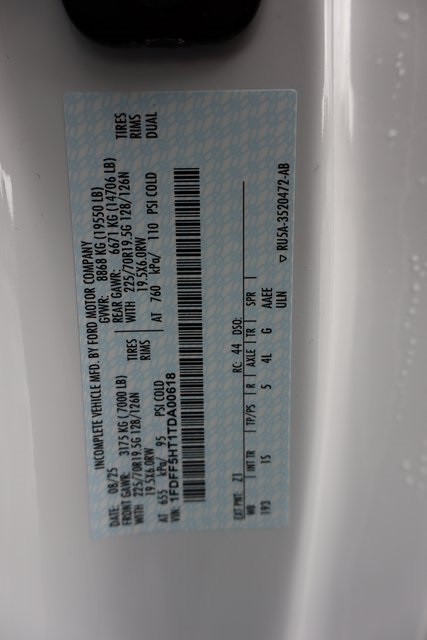 INCOMPLETE VEHICLE MFD. BY FORD MOTOR COMPANY
DATE: 08/25 GVWR: 8868 KG (19550 LB)
FRONT GAWR: 3175 KG (7000 LB) REAR GAWR: 6671 KG (14706 LB)
WITH 225/70R19.5G 128/126N TIRES WITH 225/70R19.5G 128/126N TIRES
19.5X6.0RW RIMS 19.5X6.0RW RIMS
AT 655 kPa/ 95 PSI COLD AT 760 kPa/ 110 PSI COLD DUAL
VIN: 1FDFF5HT1TDA00618
EXT PNT: Z1 RC: 44 DSO:
WB INT TR TP/PS R AXLE TR SPR
193 15 5 4L G AAEE
ULN
▽ RU5A-3520472-AB